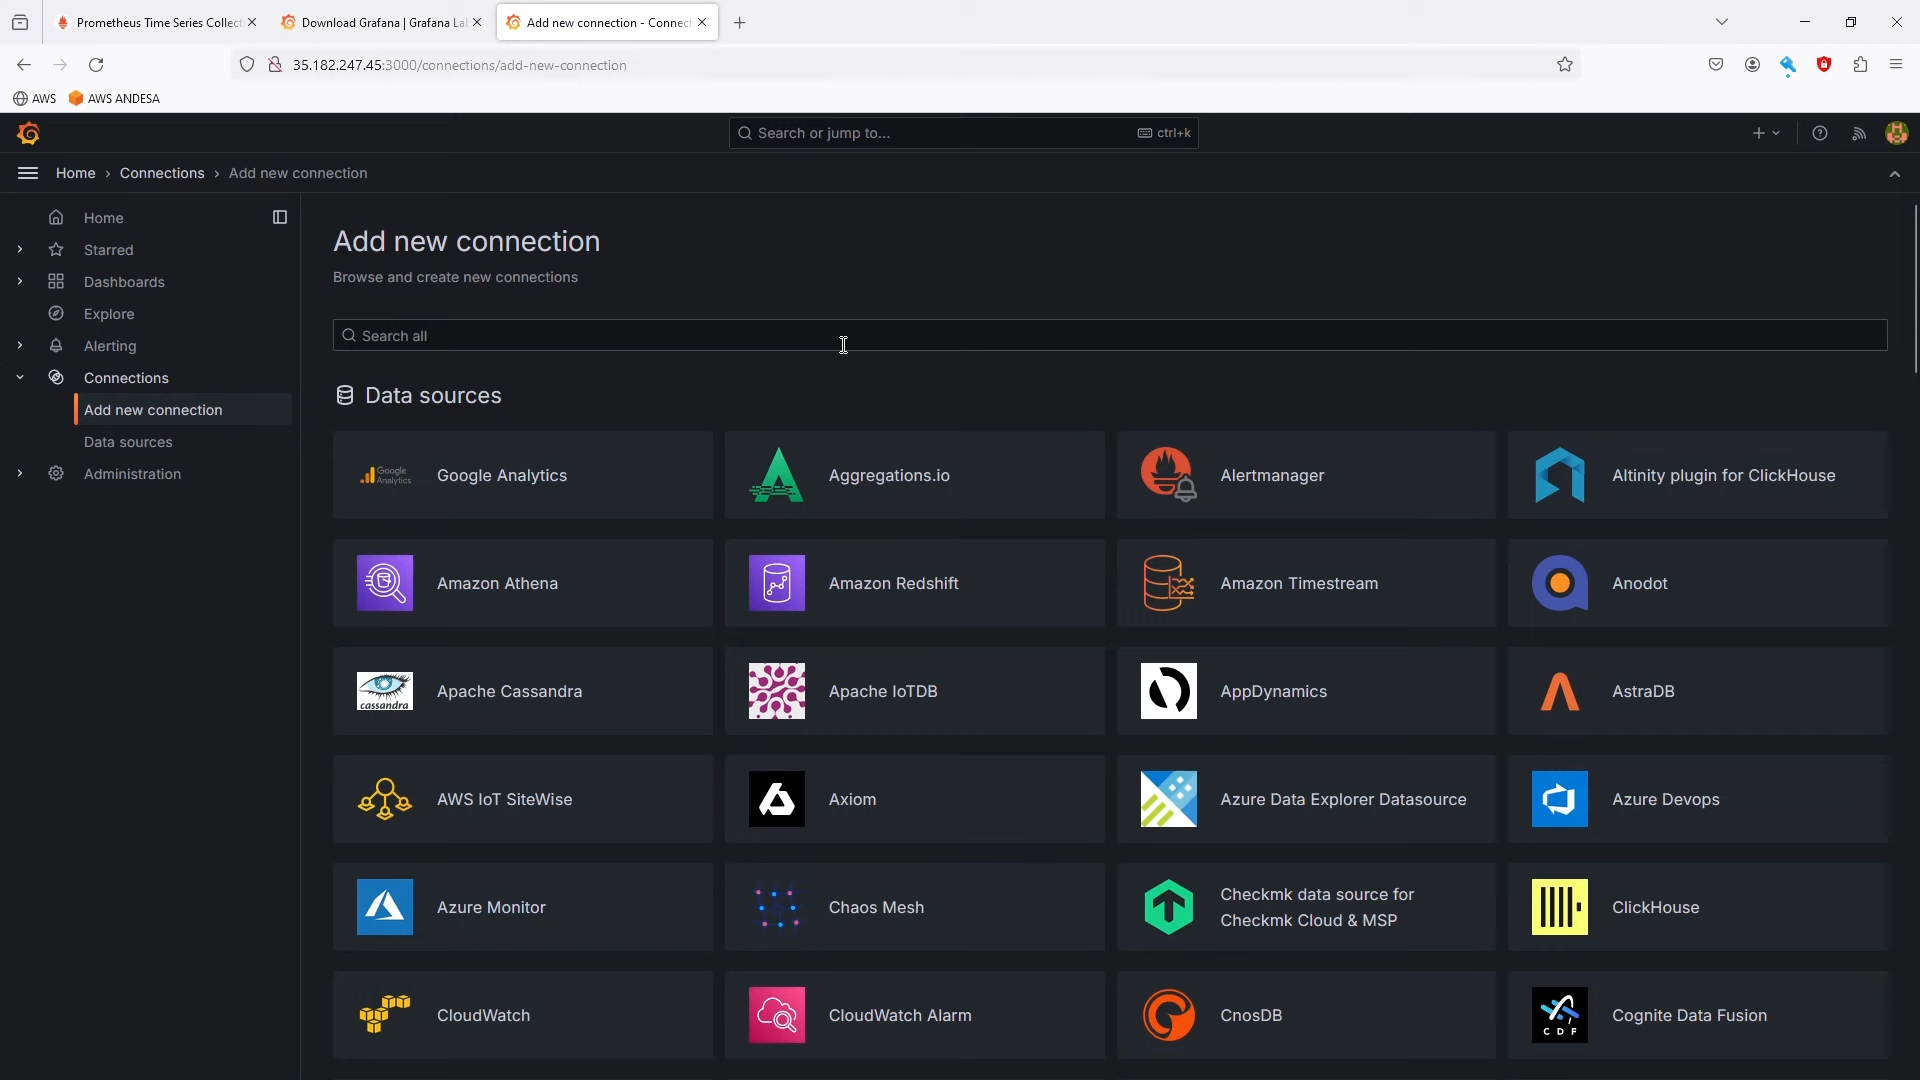 Prometheus Time Series Collect
Download Grafana | Grafana La
Add new connection - Connect
35.182.247.45:3000/connections/add-new-connection
AWS
AWS ANDESA
Search or jump to...
ctrl+k
Home › Connections › Add new connection
Home
Starred
Dashboards
Explore
Alerting
Connections
Add new connection
Data sources
Administration
Add new connection
Browse and create new connections
Search all
Data sources
Google Analytics
Google Analytics
Aggregations.io
Alertmanager
Altinity plugin for ClickHouse
Amazon Athena
Amazon Redshift
Amazon Timestream
Anodot
cassandra
Apache Cassandra
Apache IoTDB
AppDynamics
AstraDB
AWS IoT SiteWise
Axiom
Azure Data Explorer Datasource
Azure Devops
Azure Monitor
Chaos Mesh
Checkmk data source for
Checkmk Cloud & MSP
ClickHouse
CloudWatch
CloudWatch Alarm
CnosDB
CDF
Cognite Data Fusion